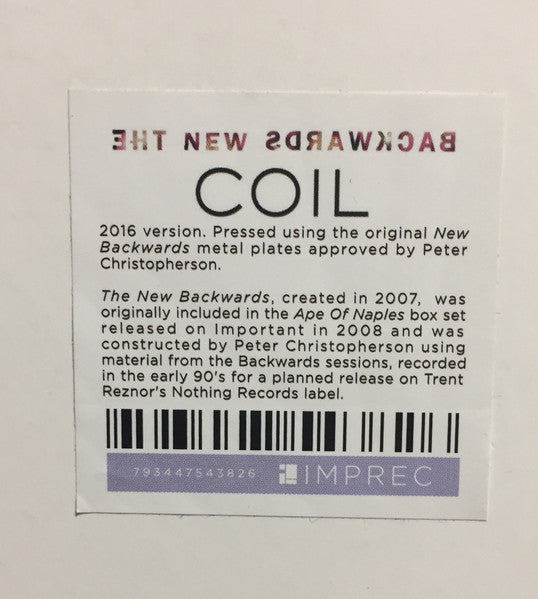 THE NEW BACKWARDS
COIL
2016 version. Pressed using the original New
Backwards metal plates approved by Peter
Christopherson.
The New Backwards, created in 2007, was
originally included in the Ape Of Naples box set
released on Important in 2008 and was
constructed by Peter Christopherson using
material from the Backwards sessions, recorded
in the early 90's for a planned release on Trent
Reznor's Nothing Records label.
793447543826 IMPREC